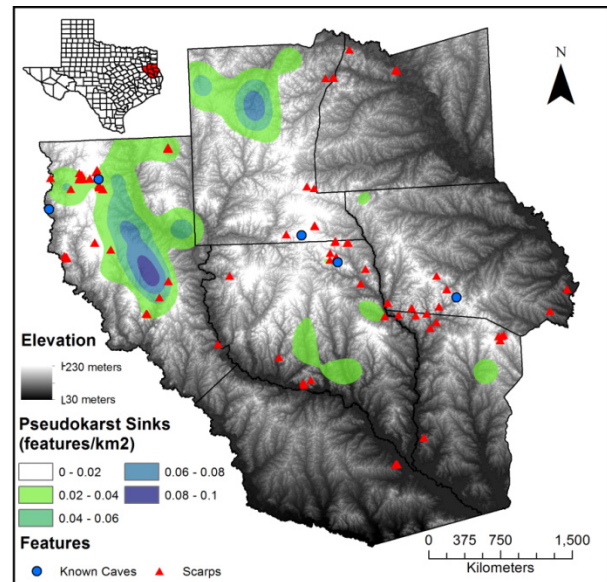 N
Elevation
230 meters
30 meters
Pseudokarst Sinks
(features/km2)
0 - 0.02
0.06 - 0.08
0.02 - 0.04
0.08 - 0.1
0.04 - 0.06
Features
Known Caves
Scarps
0 375 750 1,500
Kilometers